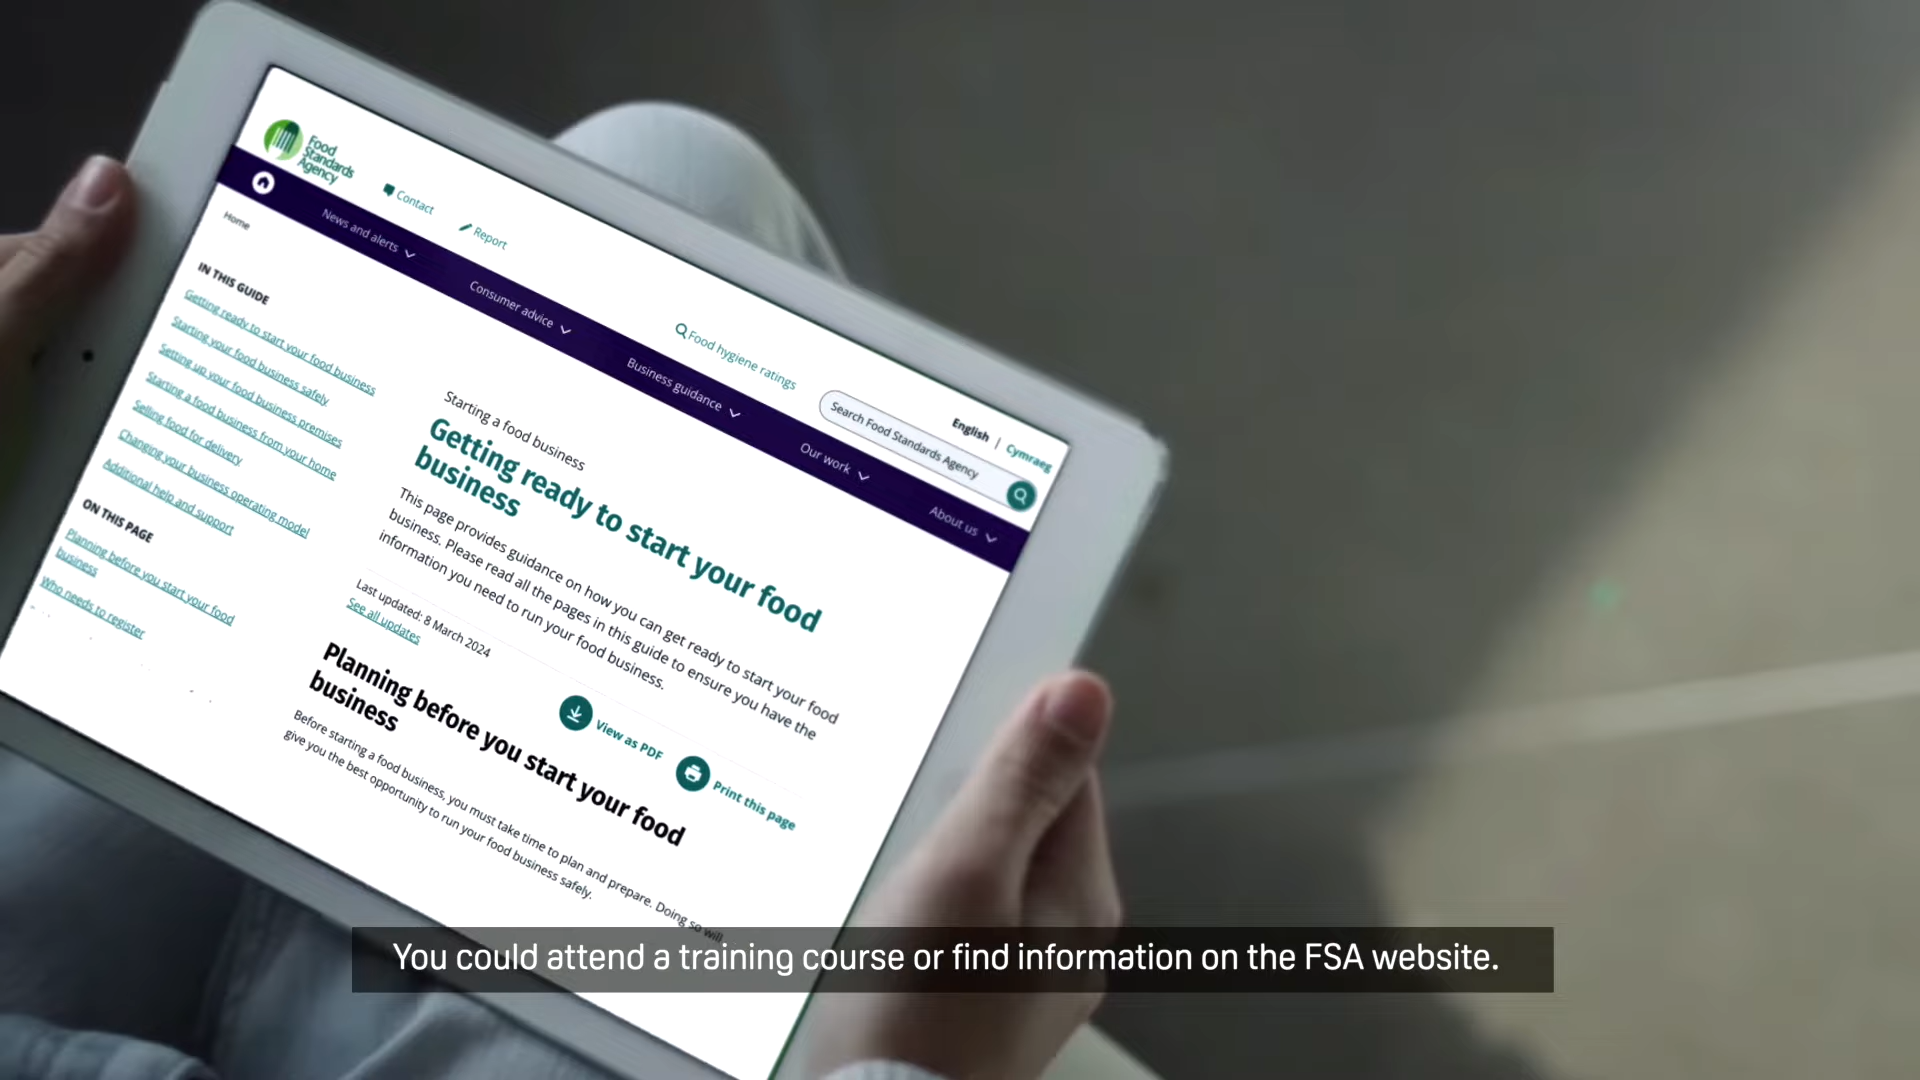 Food
Standards
Agency
Contact
Report
Food hygiene ratings
Search Food Standards Agency
English | Cymraeg
News and alerts
Consumer advice
Business guidance
Our work
About us
Home
IN THIS GUIDE
Getting ready to start your food business
Starting your food business safely
Setting up your food business premises
Starting a food business from your home
Selling food for delivery
Changing your business operating model
Additional help and support
ON THIS PAGE
Planning before you start your food
business
Who needs to register
Starting a food business
Getting ready to start your food
business
This page provides guidance on how you can get ready to start your food
business. Please read all the pages in this guide to ensure you have the
information you need to run your food business.
Last updated: 8 March 2024
See all updates
View as PDF
Print this page
Planning before you start your food
business
Before starting a food business, you must take time to plan and prepare. Doing so will
give you the best opportunity to run your food business safely.
You could attend a training course or find information on the FSA website.